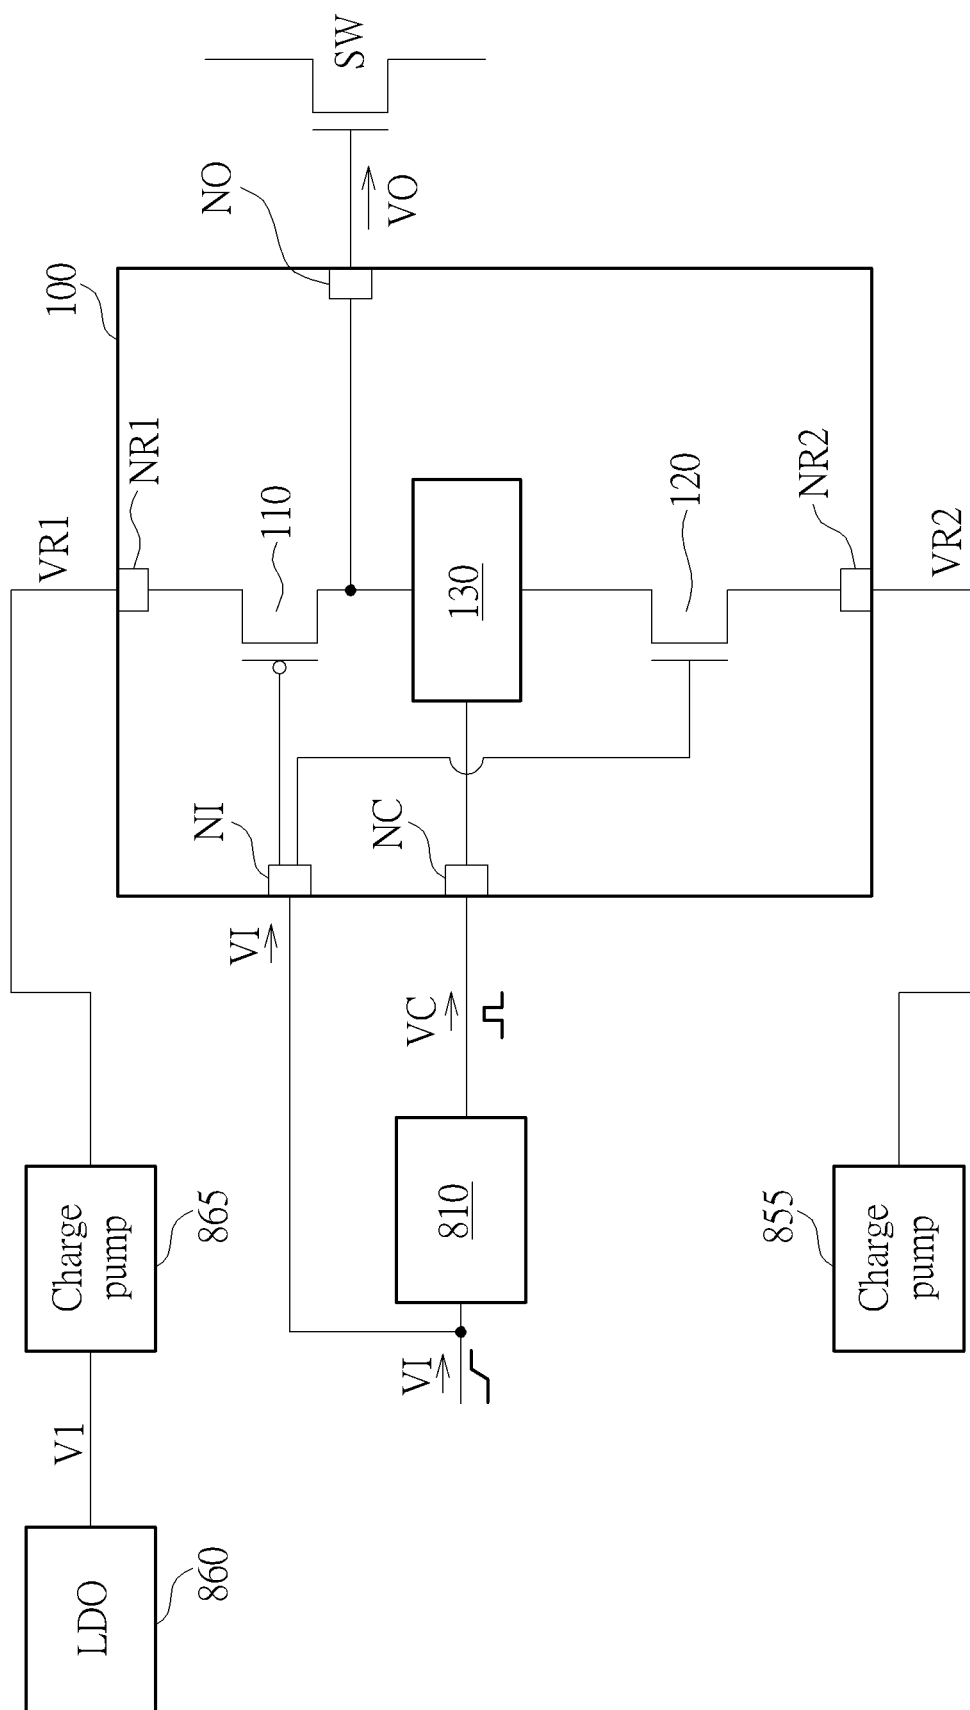 LDO
860
V1
Charge
pump
865
VR1
NR1
100
110
NO
VO
SW
VI
NI
VI
810
VC
NC
130
120
Charge
pump
855
NR2
VR2